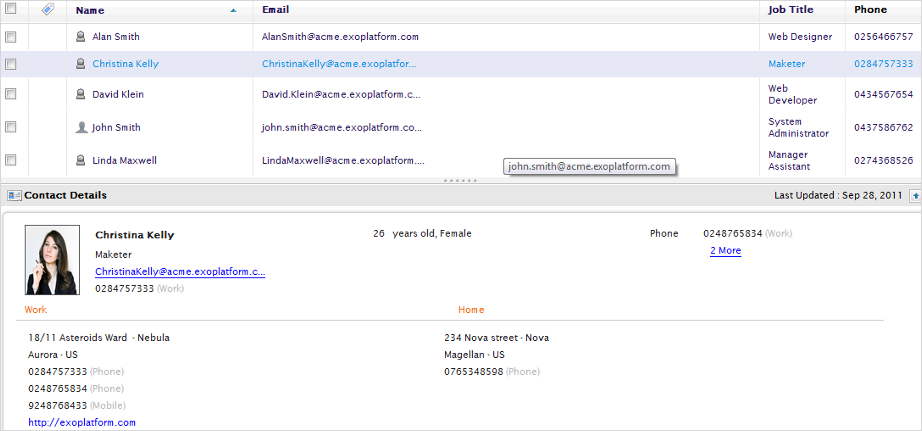 Name Email Job Title Phone
Alan Smith AlanSmith@acme.exoplatform.com Web Designer 0256466757
Christina Kelly ChristinaKelly@acme.exoplatfor... Maketer 0284757333
David Klein David.Klein@acme.exoplatform.c... Web Developer 0434567654
John Smith john.smith@acme.exoplatform.co... System Administrator 0437586762
Linda Maxwell LindaMaxwell@acme.exoplatform.... Manager Assistant 0274368526
john.smith@acme.exoplatform.com
Contact Details Last Updated : Sep 28, 2011
Christina Kelly 26 years old, Female Phone 0248765834 (Work)
Maketer 2 More
ChristinaKelly@acme.exoplatform.c...
0284757333 (Work)
Work Home
18/11 Asteroids Ward - Nebula 234 Nova street - Nova
Aurora - US Magellan - US
0284757333 (Phone) 0765348598 (Phone)
0248765834 (Phone)
9248768433 (Mobile)
http://exoplatform.com